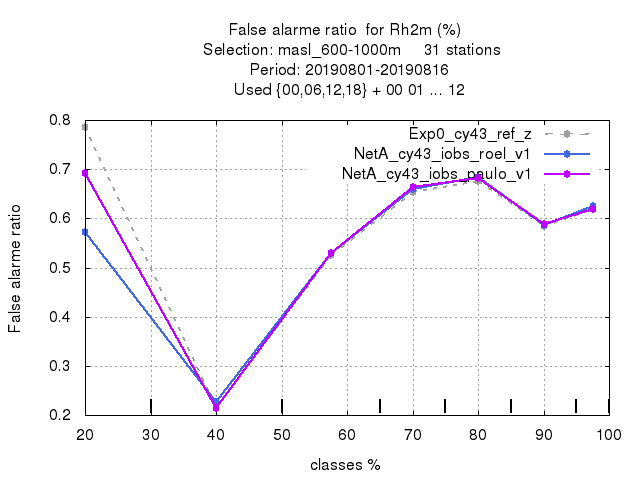 False alarme ratio  for Rh2m (%)
Selection: masl_600-1000m     31 stations
Period: 20190801-20190816
Used {00,06,12,18} + 00 01 ... 12
0.8
0.7
0.6
0.5
0.4
0.3
0.2
False alarme ratio
Exp0_cy43_ref_z
NetA_cy43_iobs_roel_v1
NetA_cy43_iobs_paulo_v1
20 30 40 50 60 70 80 90 100
classes %